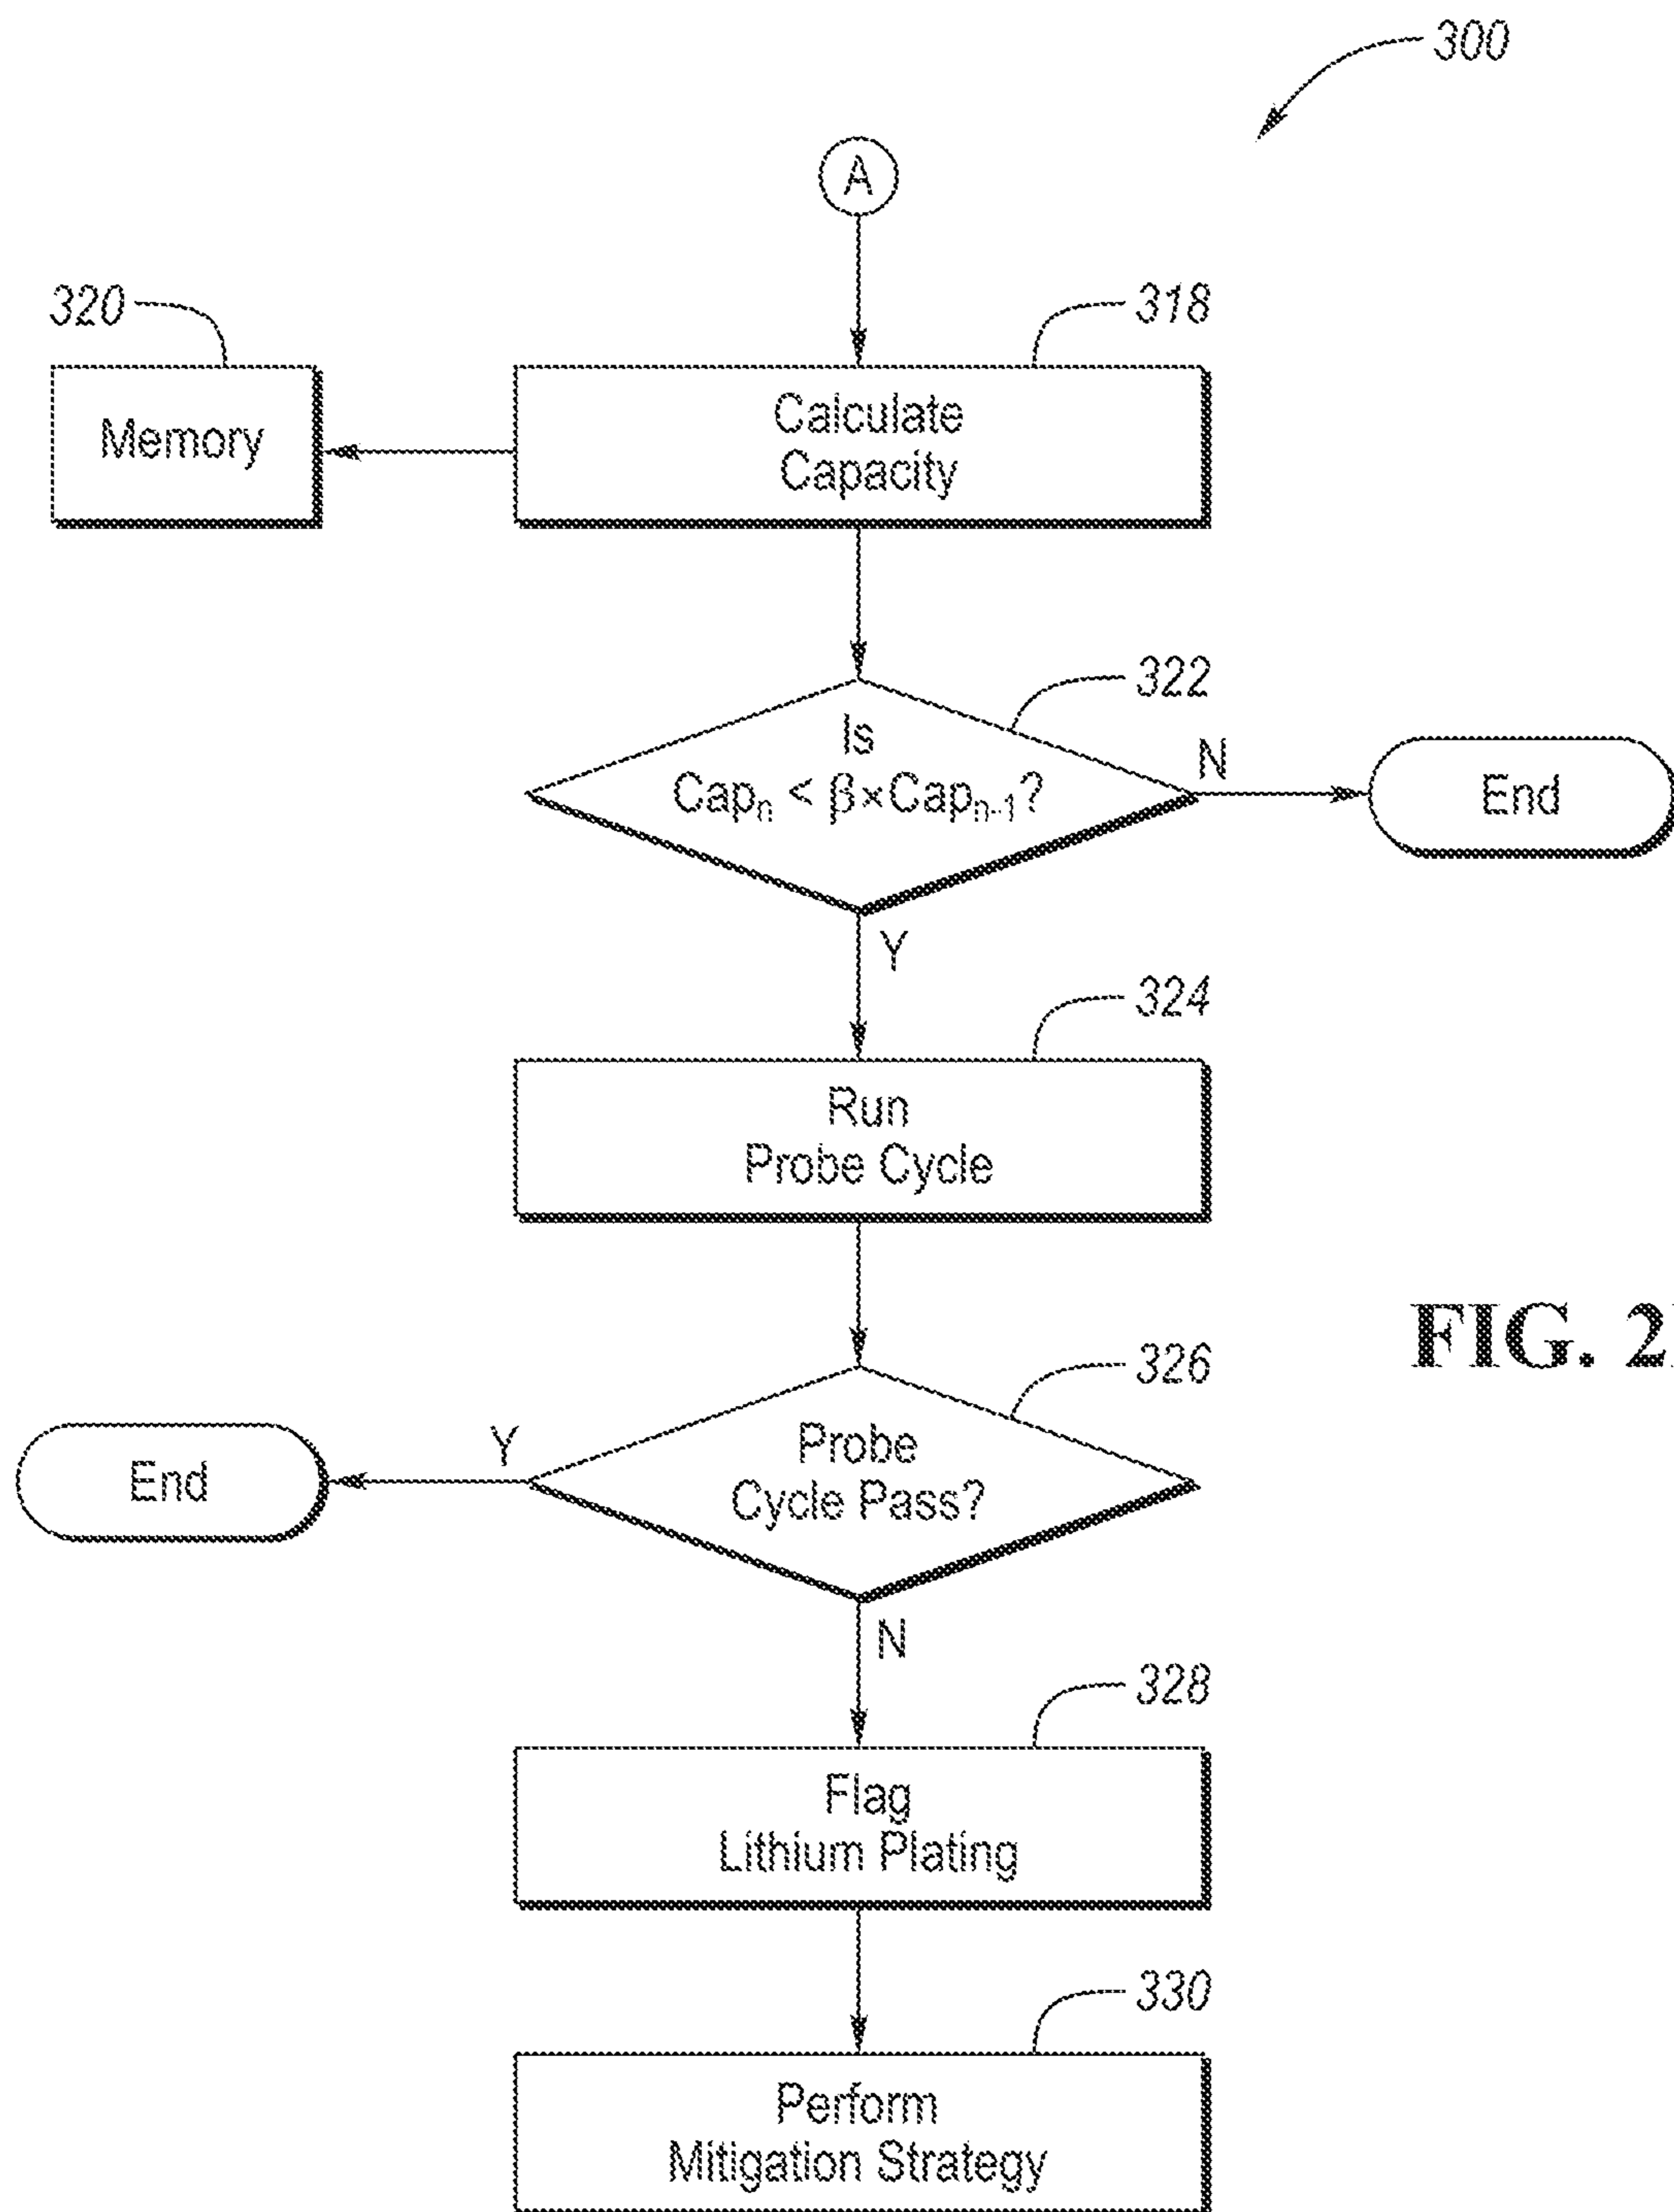 300
A
320
318
Memory
Calculate
Capacity
322
Is
Capₙ < β×Capₙ₋₁?
N
End
Y
324
Run
Probe Cycle
FIG.
326
Y
End
Probe
Cycle Pass?
N
328
Flag
Lithium Plating
330
Perform
Mitigation Strategy